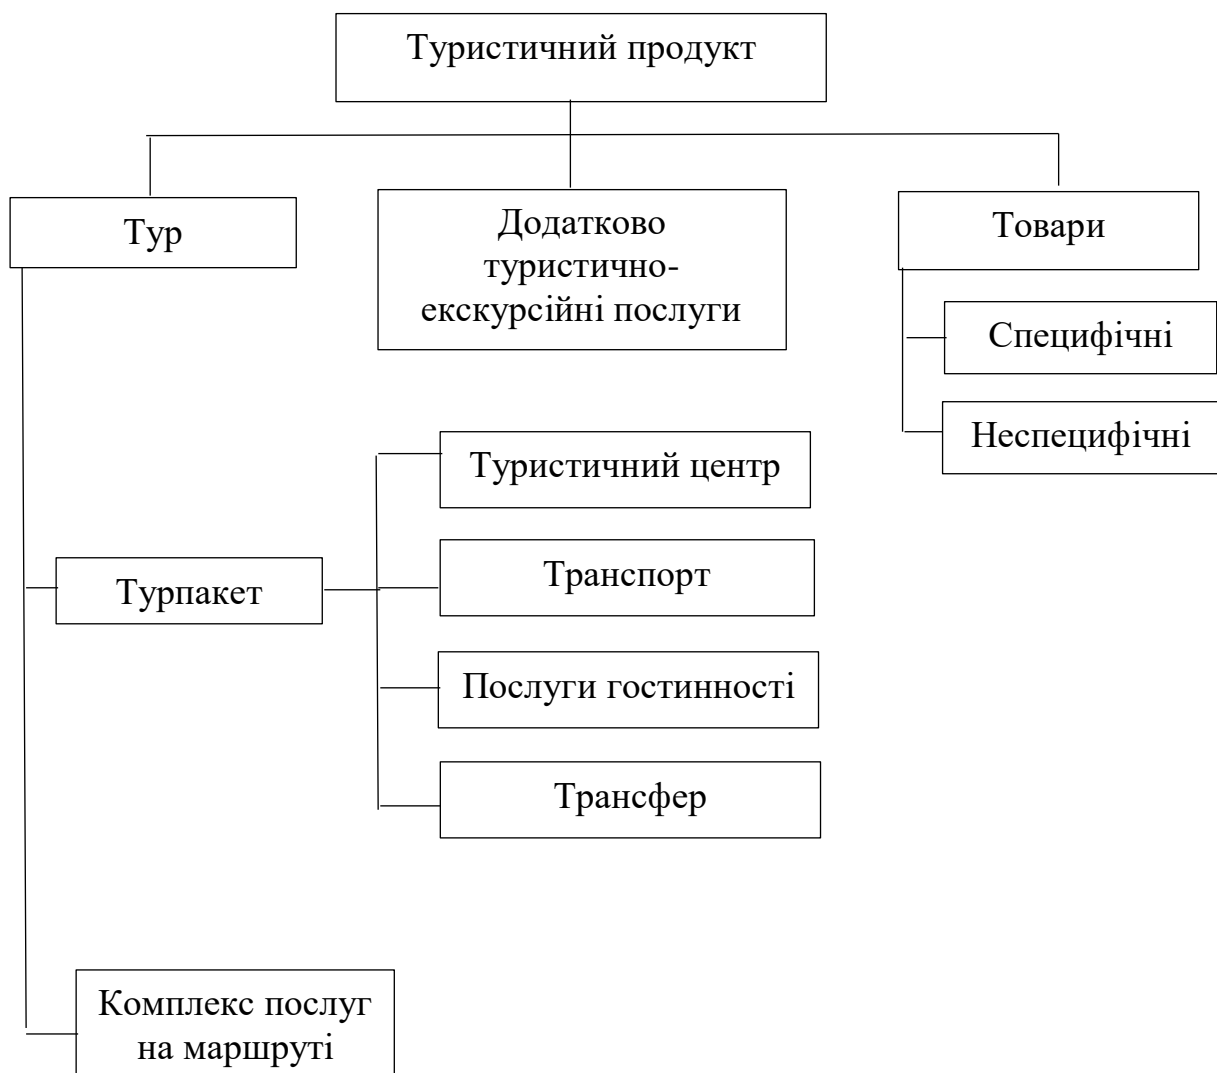 Туристичний продукт
Тур
Додатково
туристично-
екскурсійні послуги
Товари
Специфічні
Неспецифічні
Туристичний центр
Транспорт
Турпакет
Послуги гостинності
Трансфер
Комплекс послуг
на маршруті